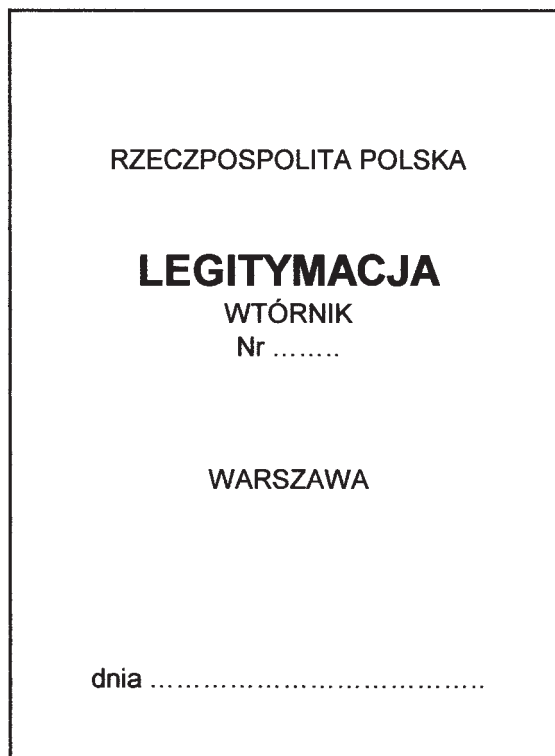 RZECZPOSPOLITA POLSKA
LEGITYMACJA
WTÓRNIK
Nr ........
WARSZAWA
dnia .....................................